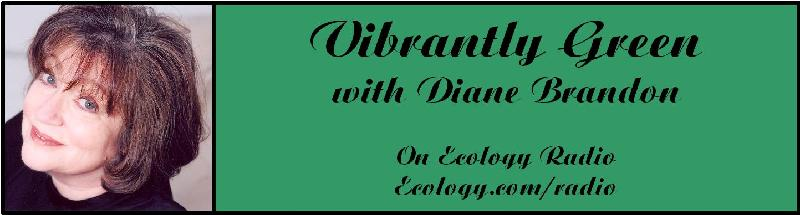 Vibrantly Green
with Diane Brandon
On Ecology Radio
Ecology.com/radio